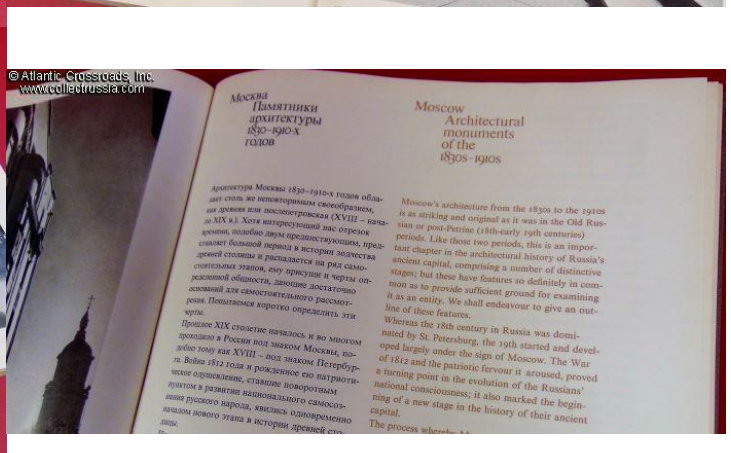 © Atlantic Crossroads, Inc.
www.collectrussia.com
Москва
Памятники
архитектуры
1830–1910-х
годов
Архитектура Москвы 1830–1910-х годов обла-
дает столь же неповторимым своеобразием,
как древняя или послепетровская (XVIII – нача-
ло XIX в.). Хотя интересующий нас отрезок
времени, подобно двум предшествующим, пред-
ставляет большой период в истории зодчества
древней столицы и распадается на ряд само-
стоятельных этапов, ему присущи и черты оп-
ределенной общности, дающие достаточно
оснований для самостоятельного рассмот-
рения. Попытаемся коротко определить эти
черты.
Прошлое XIX столетие началось и во многом
проходило в России под знаком Москвы, по-
добно тому как XVIII – под знаком Петербур-
га. Война 1812 года и рожденное ею патриоти-
ческое одушевление, ставшие поворотным
пунктом в развитии национального самосоз-
нания русского народа, явились одновременно
началом нового этапа в истории древней сто-
лицы.
Moscow
Architectural
monuments
of the
1830s-1910s
Moscow's architecture from the 1830s to the 1910s
is as striking and original as it was in the Old Rus-
sian or post-Petrine (18th-early 19th centuries)
periods. Like those two periods, this is an impor-
tant chapter in the architectural history of Russia's
ancient capital, comprising a number of distinctive
stages; but these have features so definitely in com-
mon as to provide sufficient ground for examining
it as an entity. We shall endeavour to give an out-
line of these features.
Whereas the 18th century in Russia was domi-
nated by St. Petersburg, the 19th started and devel-
oped largely under the sign of Moscow. The War
of 1812 and the patriotic fervour it aroused, proved
a turning point in the evolution of the Russians'
national consciousness; it also marked the begin-
ning of a new stage in the history of their ancient
capital.
The process whereby